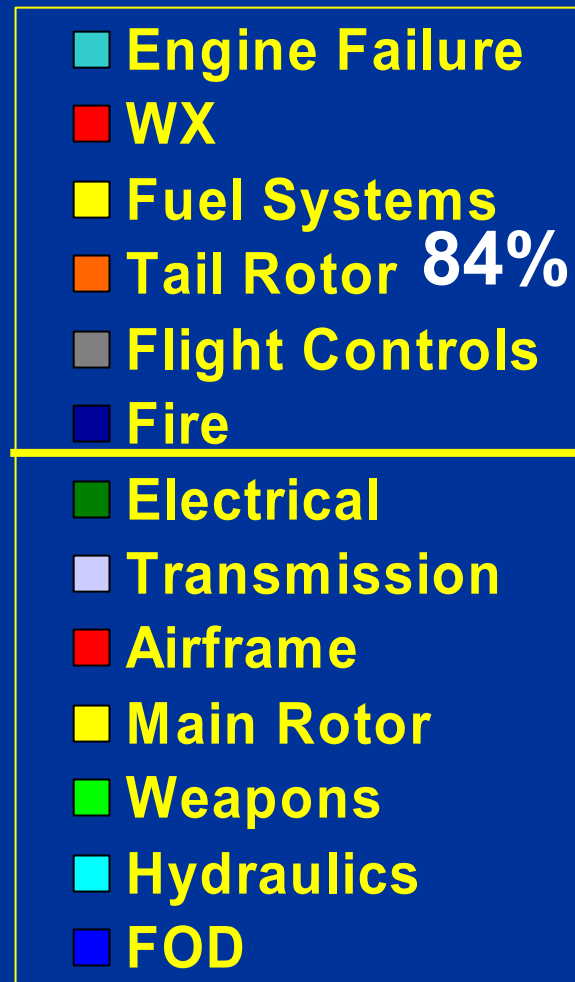 Engine Failure
WX
Fuel Systems
Tail Rotor 84%
Flight Controls
Fire
Electrical
Transmission
Airframe
Main Rotor
Weapons
Hydraulics
FOD